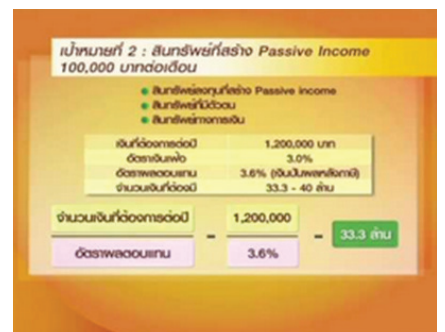 เป้าหมายที่ 2 : สินทรัพย์ที่สร้าง Passive Income
100,000 บาทต่อเดือน
สินทรัพย์ลงทุนที่สร้าง Passive income
สินทรัพย์ที่มีตัวตน
สินทรัพย์ทางการเงิน
เงินที่ต้องการต่อปี 1,200,000 บาท
อัตราเงินเฟ้อ 3.0%
อัตราผลตอบแทน 3.6% (เงินปันผลหลังภาษี)
จำนวนเงินที่ต้องมี 33.3 - 40 ล้าน
จำนวนเงินที่ต้องการต่อปี = 1,200,000 = 33.3 ล้าน
อัตราผลตอบแทน 3.6%